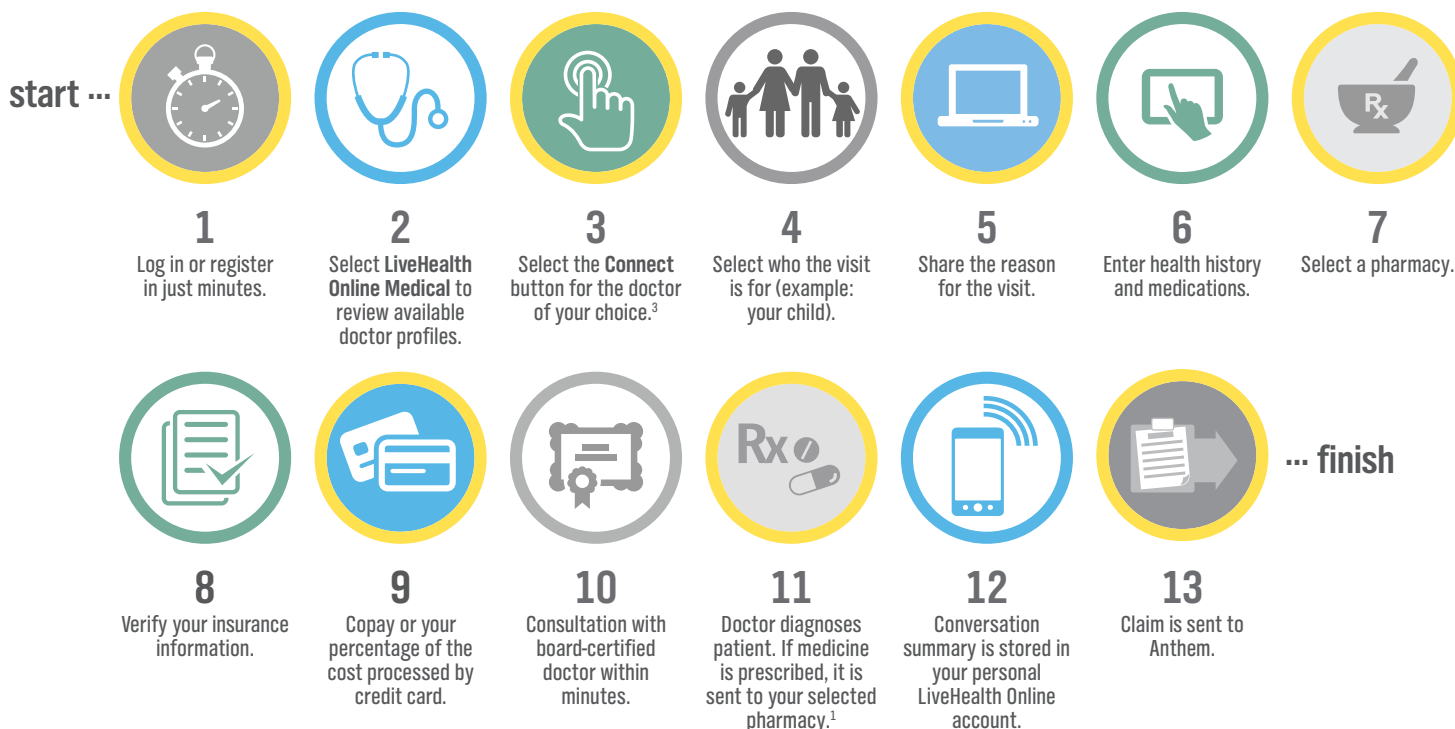 start ...
1
Log in or register
in just minutes.
2
Select LiveHealth
Online Medical to
review available
doctor profiles.
3
Select the Connect
button for the doctor
of your choice.3
4
Select who the visit
is for (example:
your child).
5
Share the reason
for the visit.
6
Enter health history
and medications.
Rx
7
Select a pharmacy.
8
Verify your insurance
information.
9
Copay or your
percentage of the
cost processed by
credit card.
10
Consultation with
board-certified
doctor within
minutes.
Rx
11
Doctor diagnoses
patient. If medicine
is prescribed, it is
sent to your selected
pharmacy.1
12
Conversation
summary is stored in
your personal
LiveHealth Online
account.
13
Claim is sent to
Anthem.
... finish